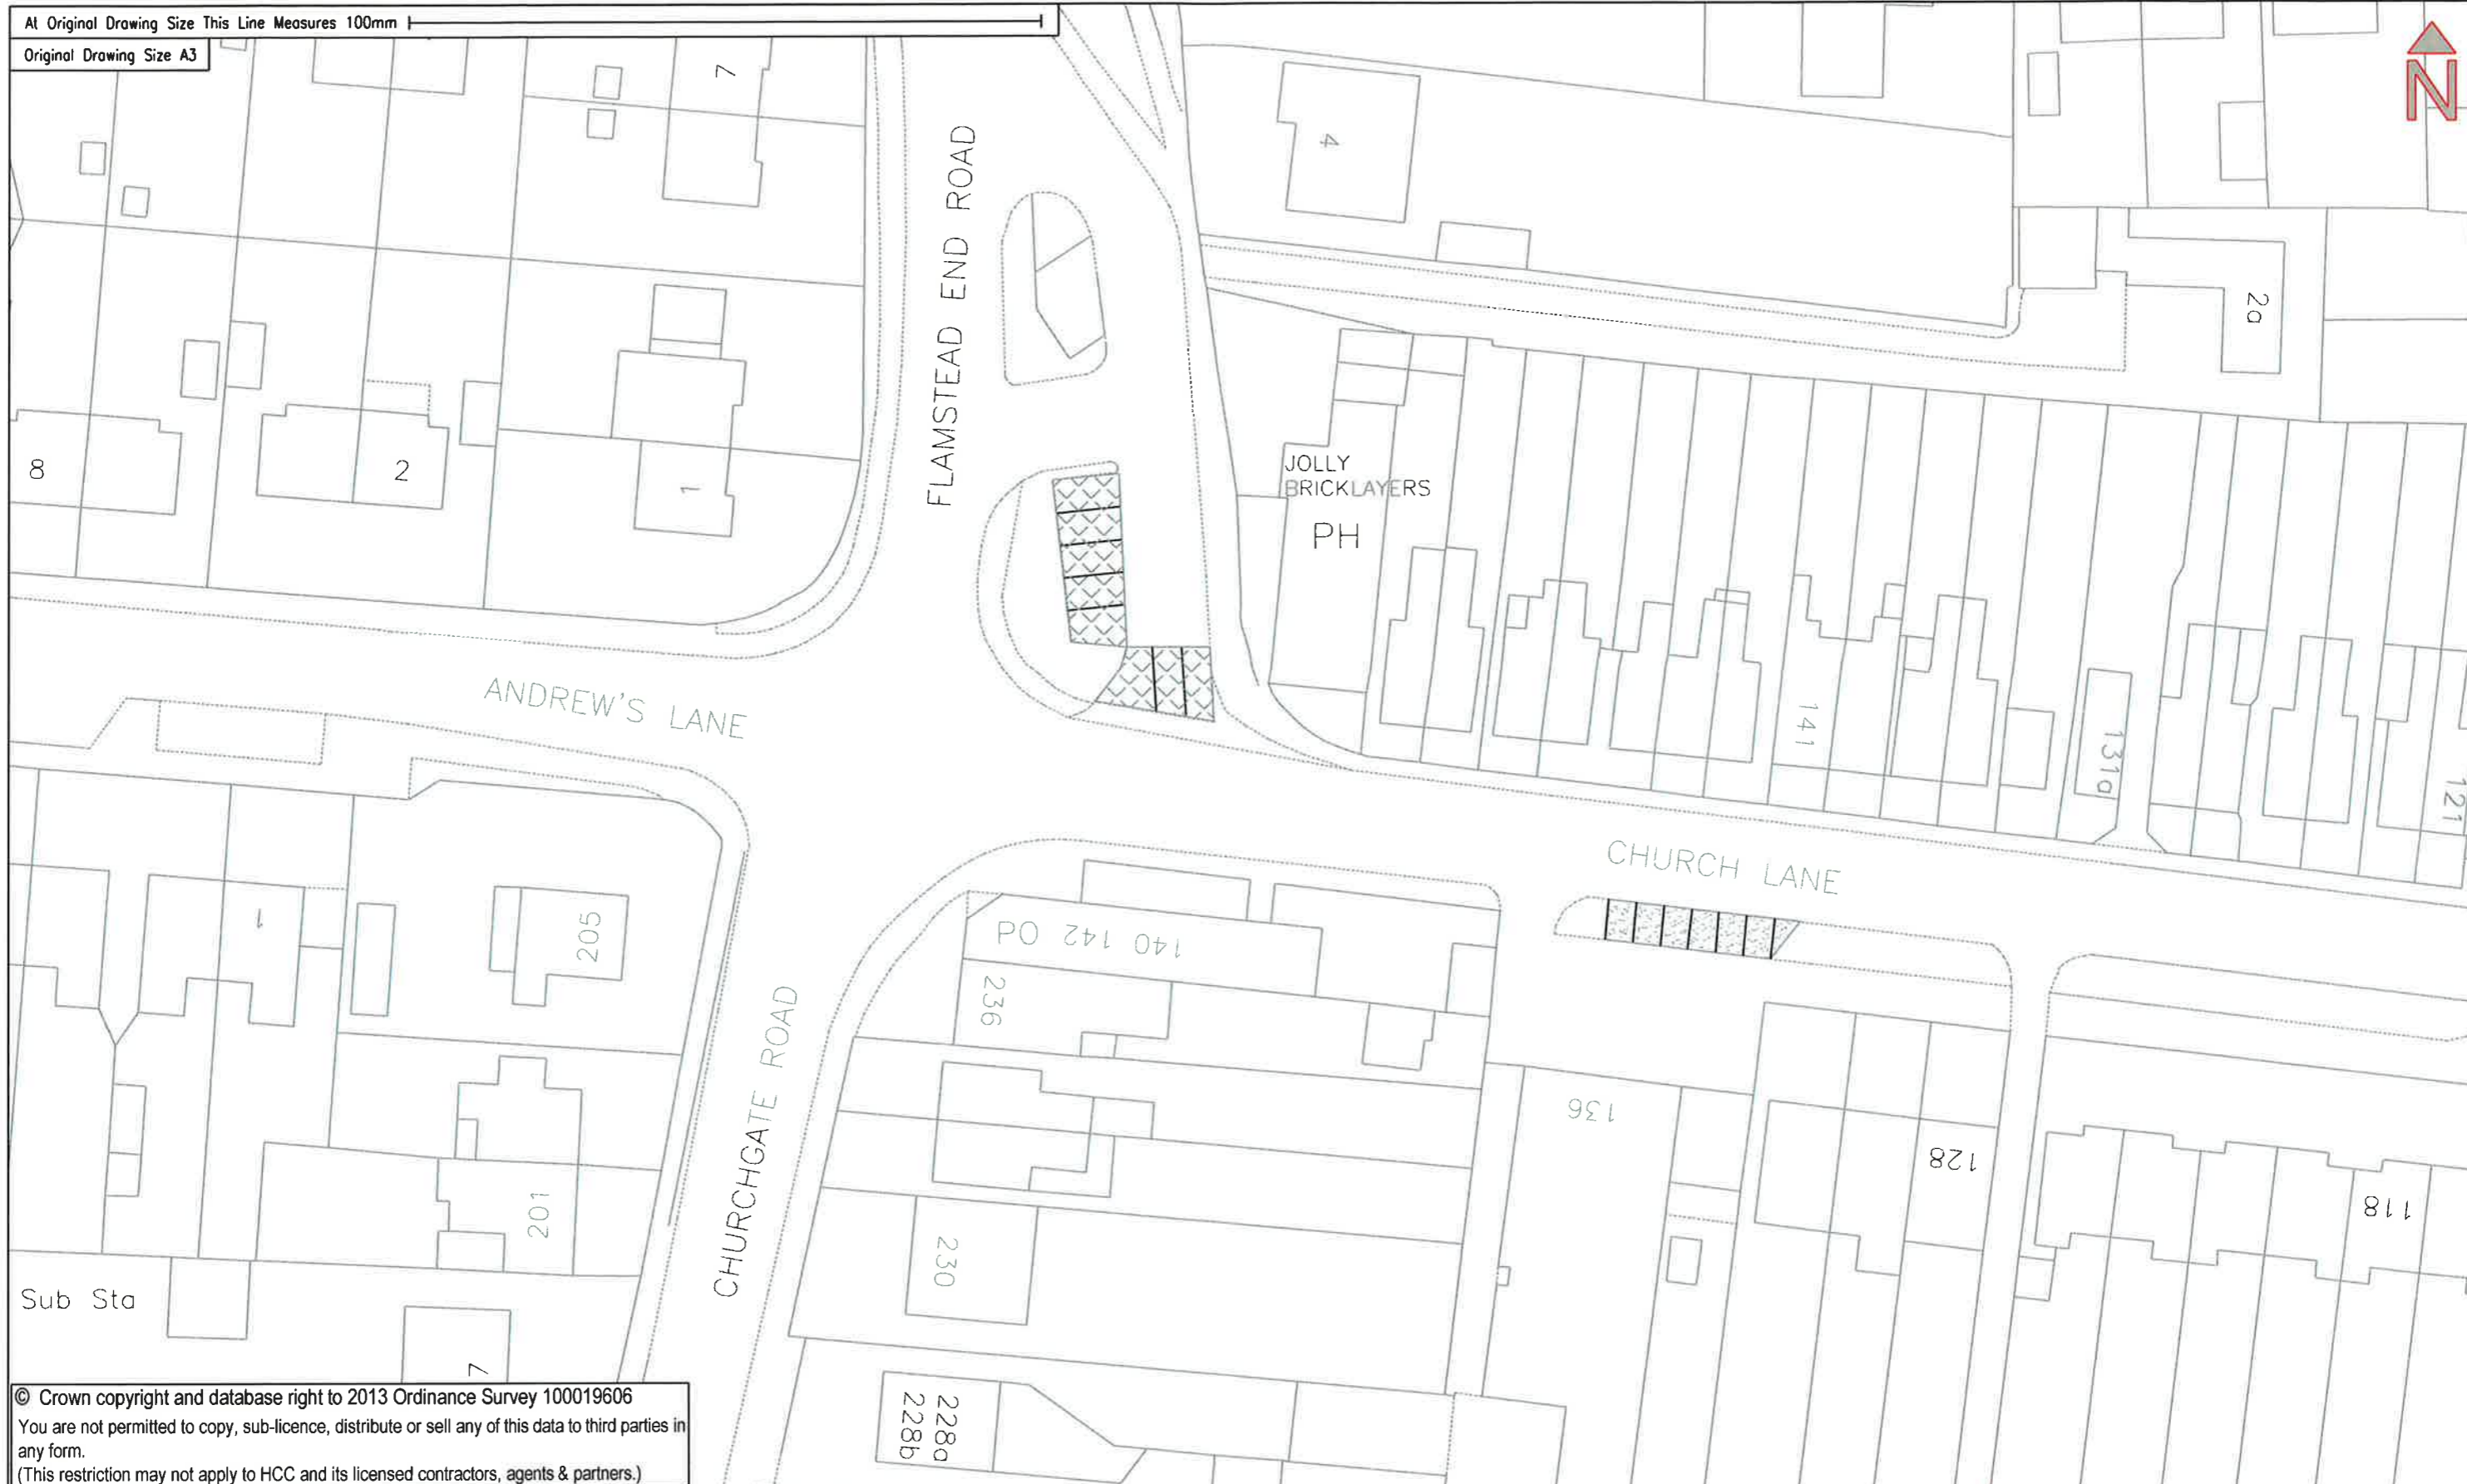 At Original Drawing Size This Line Measures 100mm
Original Drawing Size A3
N
7
4
FLAMSTEAD END ROAD
2a
8
2
1
JOLLY
BRICKLAYERS
PH
ANDREW'S LANE
141
131a
121
CHURCH LANE
1
205
PO 142 140
236
136
128
118
CHURCHGATE ROAD
201
230
Sub Sta
7
228a
228b
© Crown copyright and database right to 2013 Ordinance Survey 100019606
You are not permitted to copy, sub-licence, distribute or sell any of this data to third parties in
any form.
(This restriction may not apply to HCC and its licensed contractors, agents & partners.)